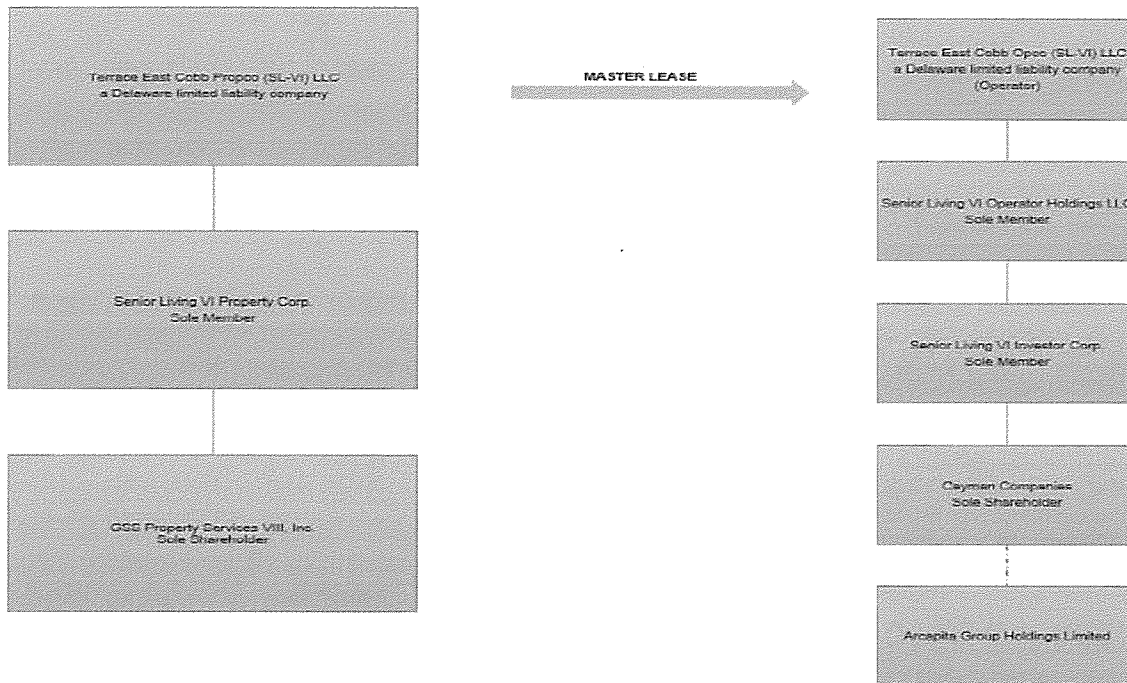 Terrace East Cobb Propco (SL-VI) LLC
a Delaware limited liability company
MASTER LEASE
Terrace East Cobb Opco (SL-VI) LLC
a Delaware limited liability company
(Operator)
Senior Living VI Operator Holdings LLC
Sole Member
Senior Living VI Property Corp.
Sole Member
Senior Living VI Investor Corp
Sole Member
GSS Property Services VIII, Inc.
Sole Shareholder
Cayman Companies
Sole Shareholder
Arcapita Group Holdings Limited